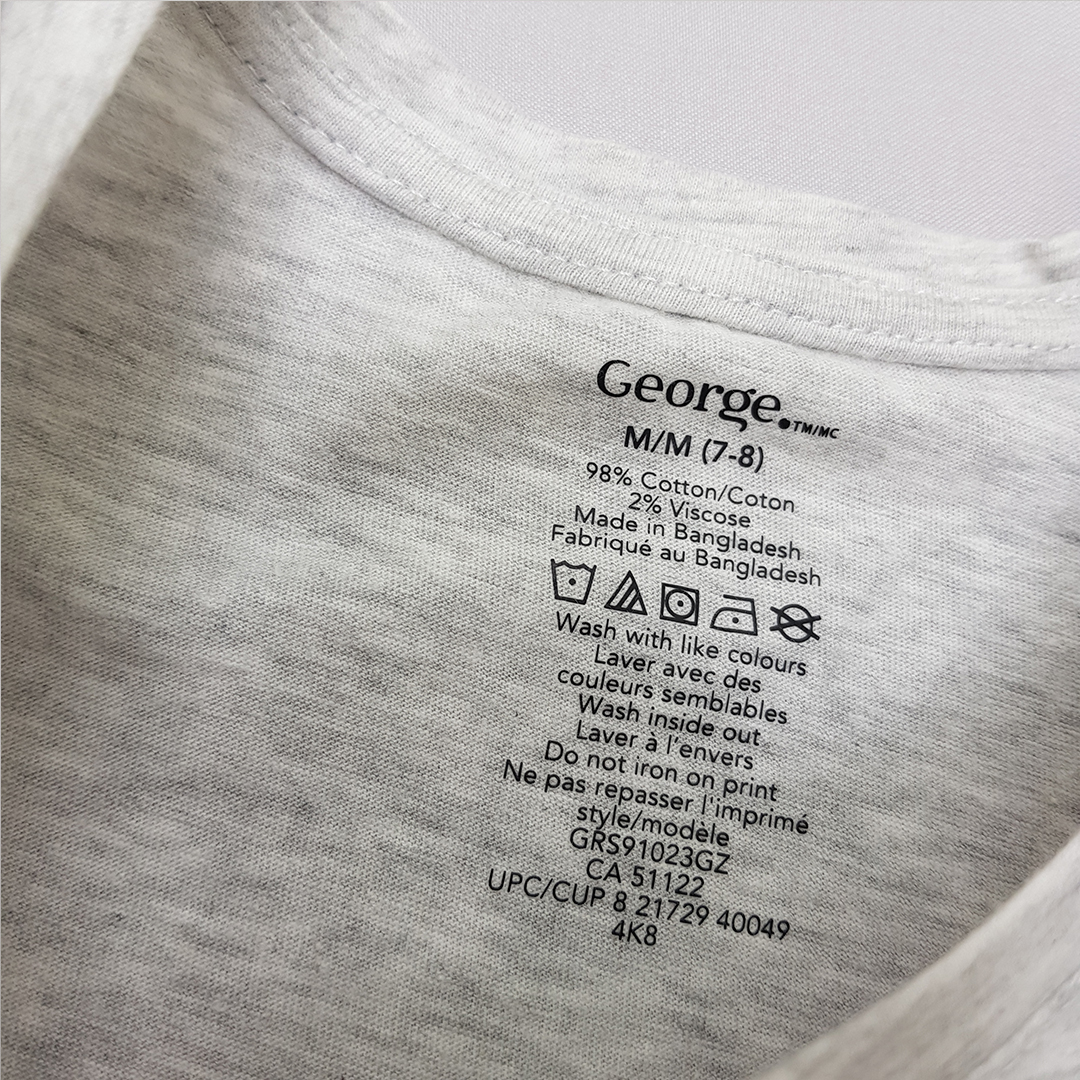 George.TM/MC
M/M (7-8)
98% Cotton/Coton
2% Viscose
Made in Bangladesh
Fabriqué au Bangladesh
Wash with like colours
Laver avec des
couleurs semblables
Wash inside out
Laver à l'envers
Do not iron on print
Ne pas repasser l'imprimé
style/modèle
GRS91023GZ
CA 51122
UPC/CUP 8 21729 40049
4K8